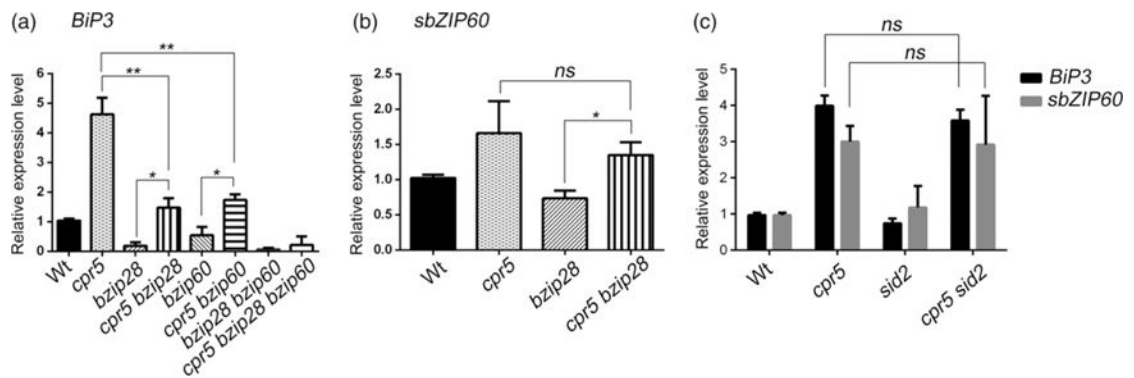 (a) BiP3
Relative expression level
6
5
4
3
2
1
0
**
**
*
*
Wt
cpr5
bzip28
cpr5 bzip28
bzip60
cpr5 bzip60
bzip28 bzip60
cpr5 bzip28 bzip60
(b) sbZIP60
Relative expression level
2.5
2.0
1.5
1.0
0.5
0.0
ns
*
Wt
cpr5
bzip28
cpr5 bzip28
(c)
Relative expression level
5
4
3
2
1
0
ns
ns
Wt
cpr5
sid2
cpr5 sid2
BiP3
sbZIP60